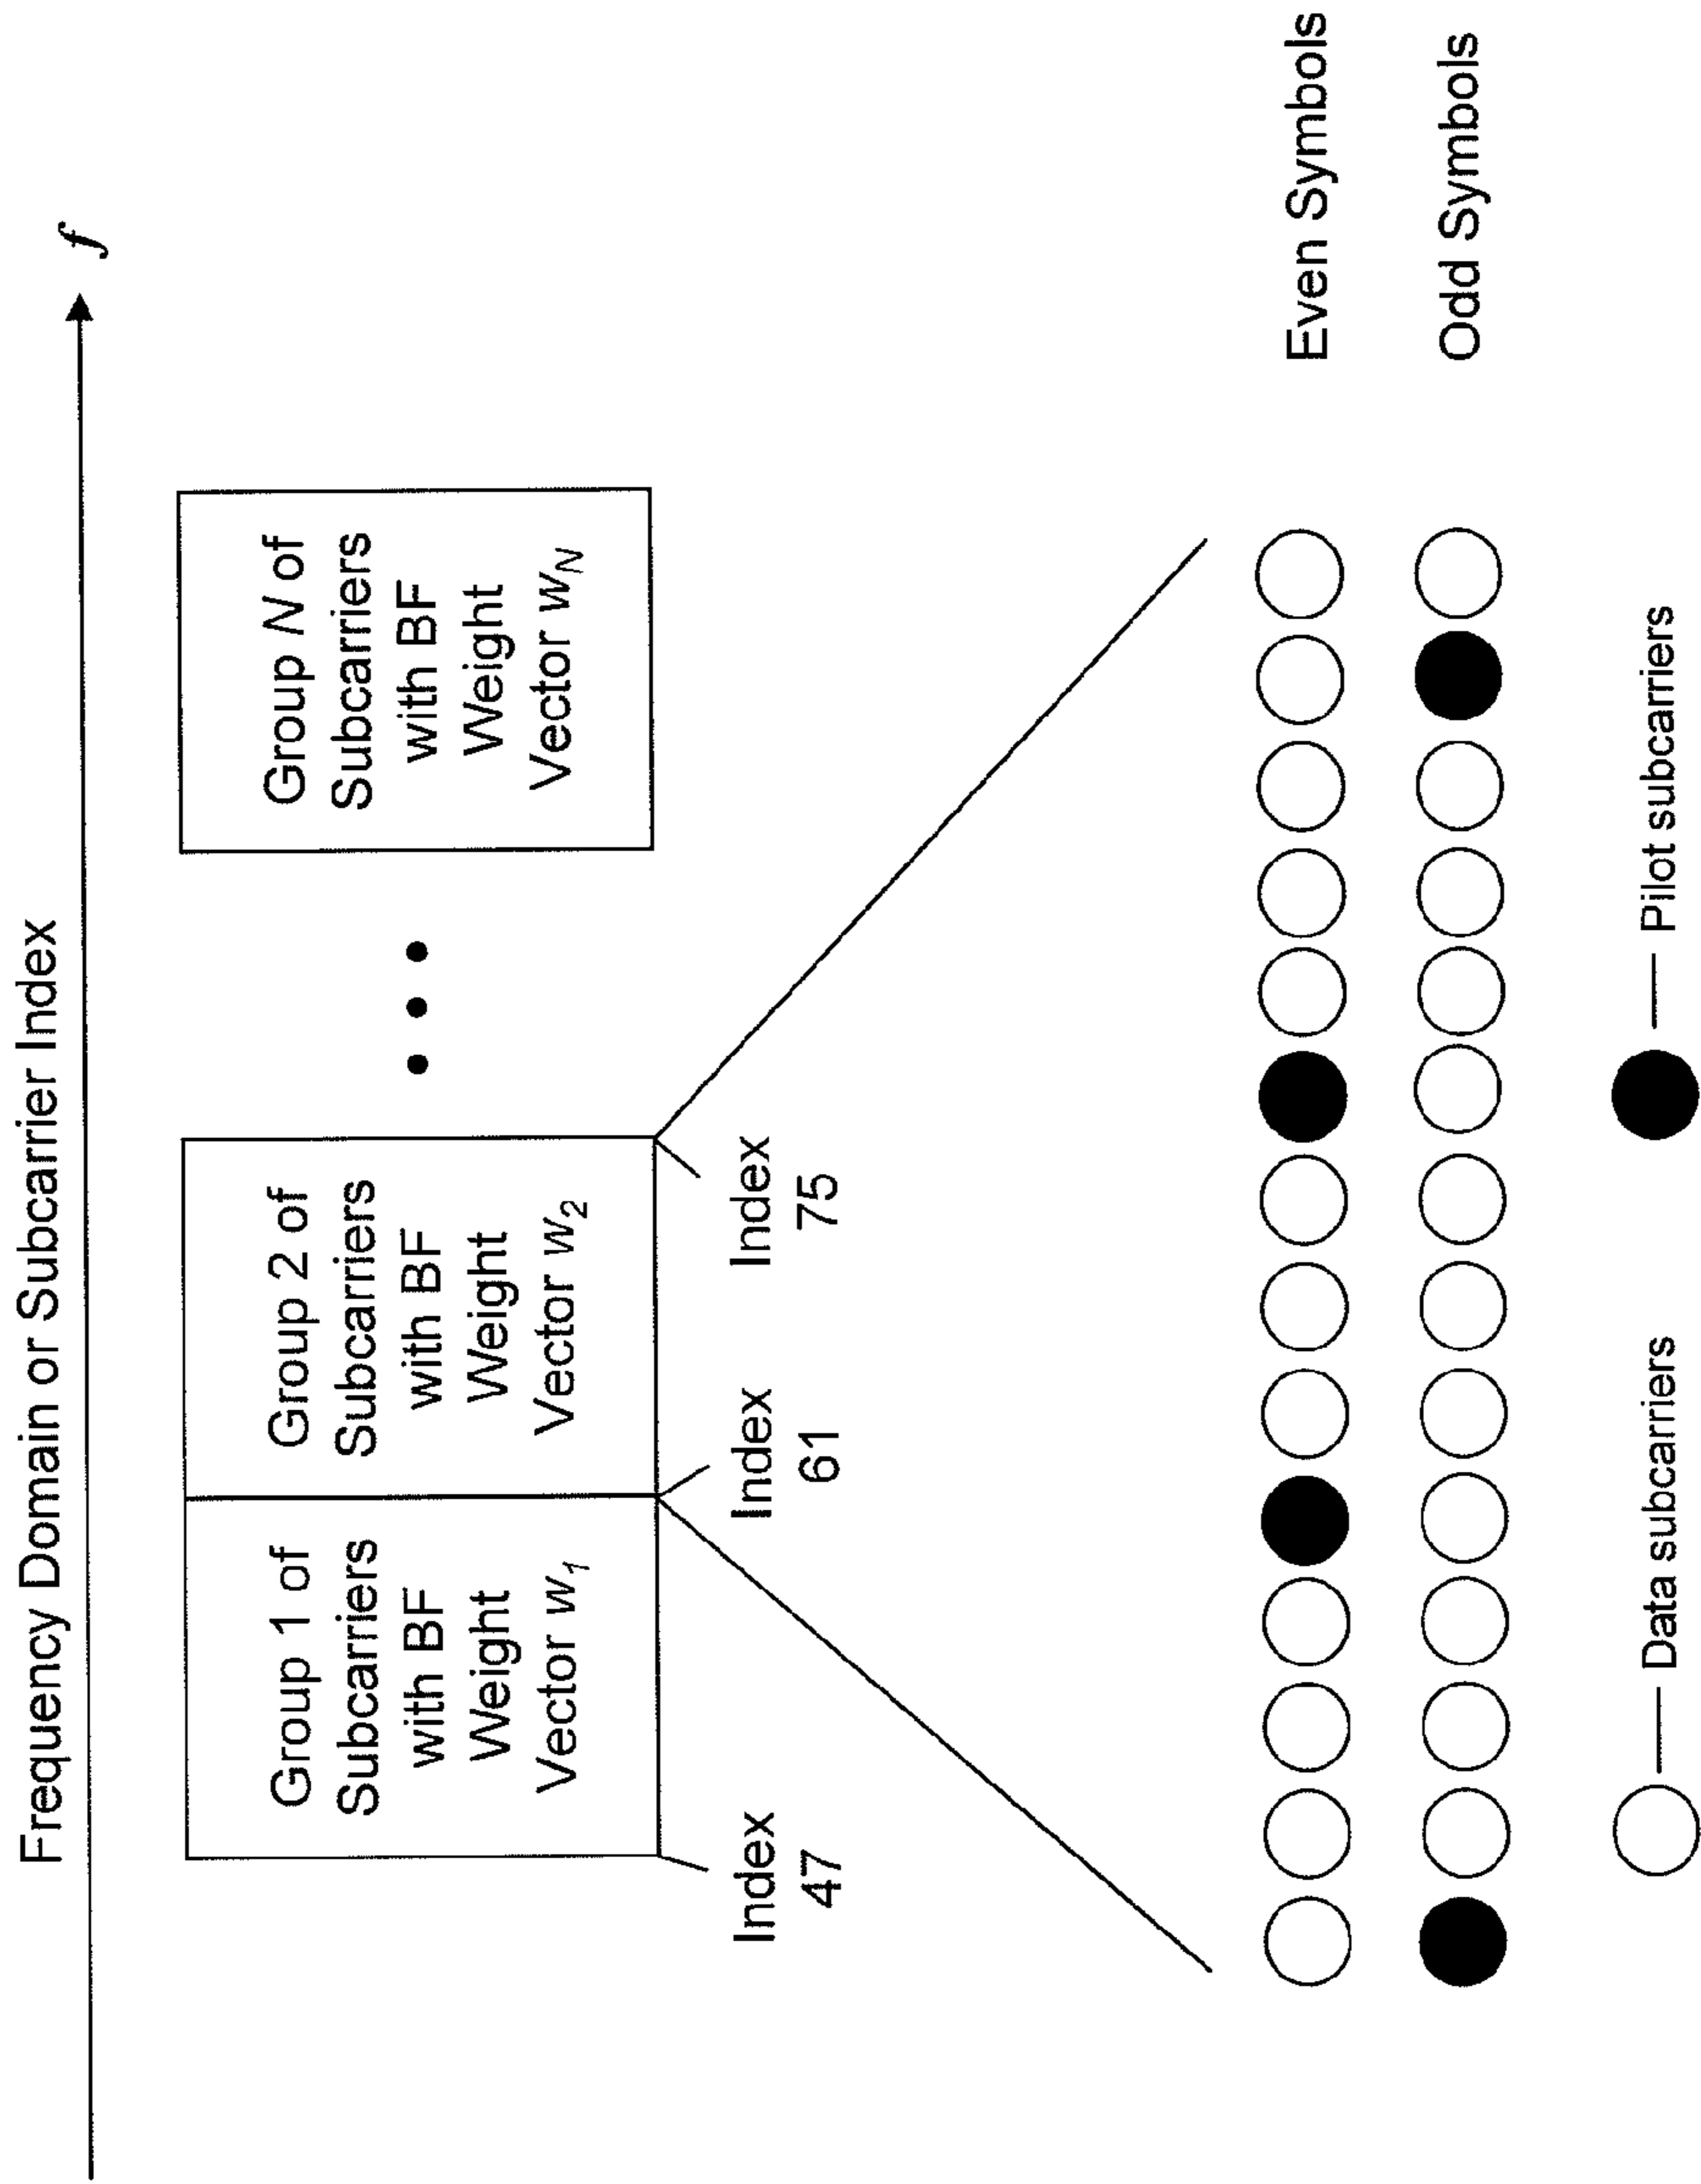 Frequency Domain or Subcarrier Index
f
Group 1 of
Subcarriers
with BF
Weight
Vector w1
Group 2 of
Subcarriers
with BF
Weight
Vector w2
Group N of
Subcarriers
with BF
Weight
Vector wN
Index
47
Index
61
Index
75
Even Symbols
Odd Symbols
Data subcarriers
Pilot subcarriers